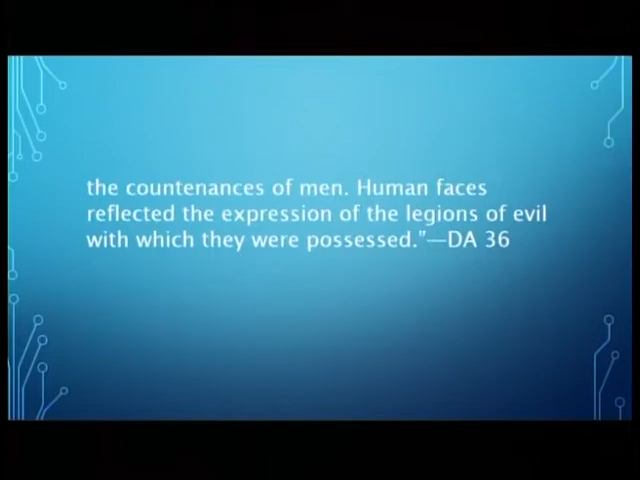 the countenances of men. Human faces
reflected the expression of the legions of evil
with which they were possessed.”—DA 36